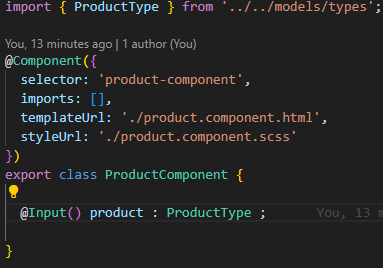 import { ProductType } from '../../models/types';
You, 13 minutes ago | 1 author (You)
@Component({
  selector: 'product-component',
  imports: [],
  templateUrl: './product.component.html',
  styleUrl: './product.component.scss'
})
export class ProductComponent {
  @Input() product : ProductType ;    You, 13
}